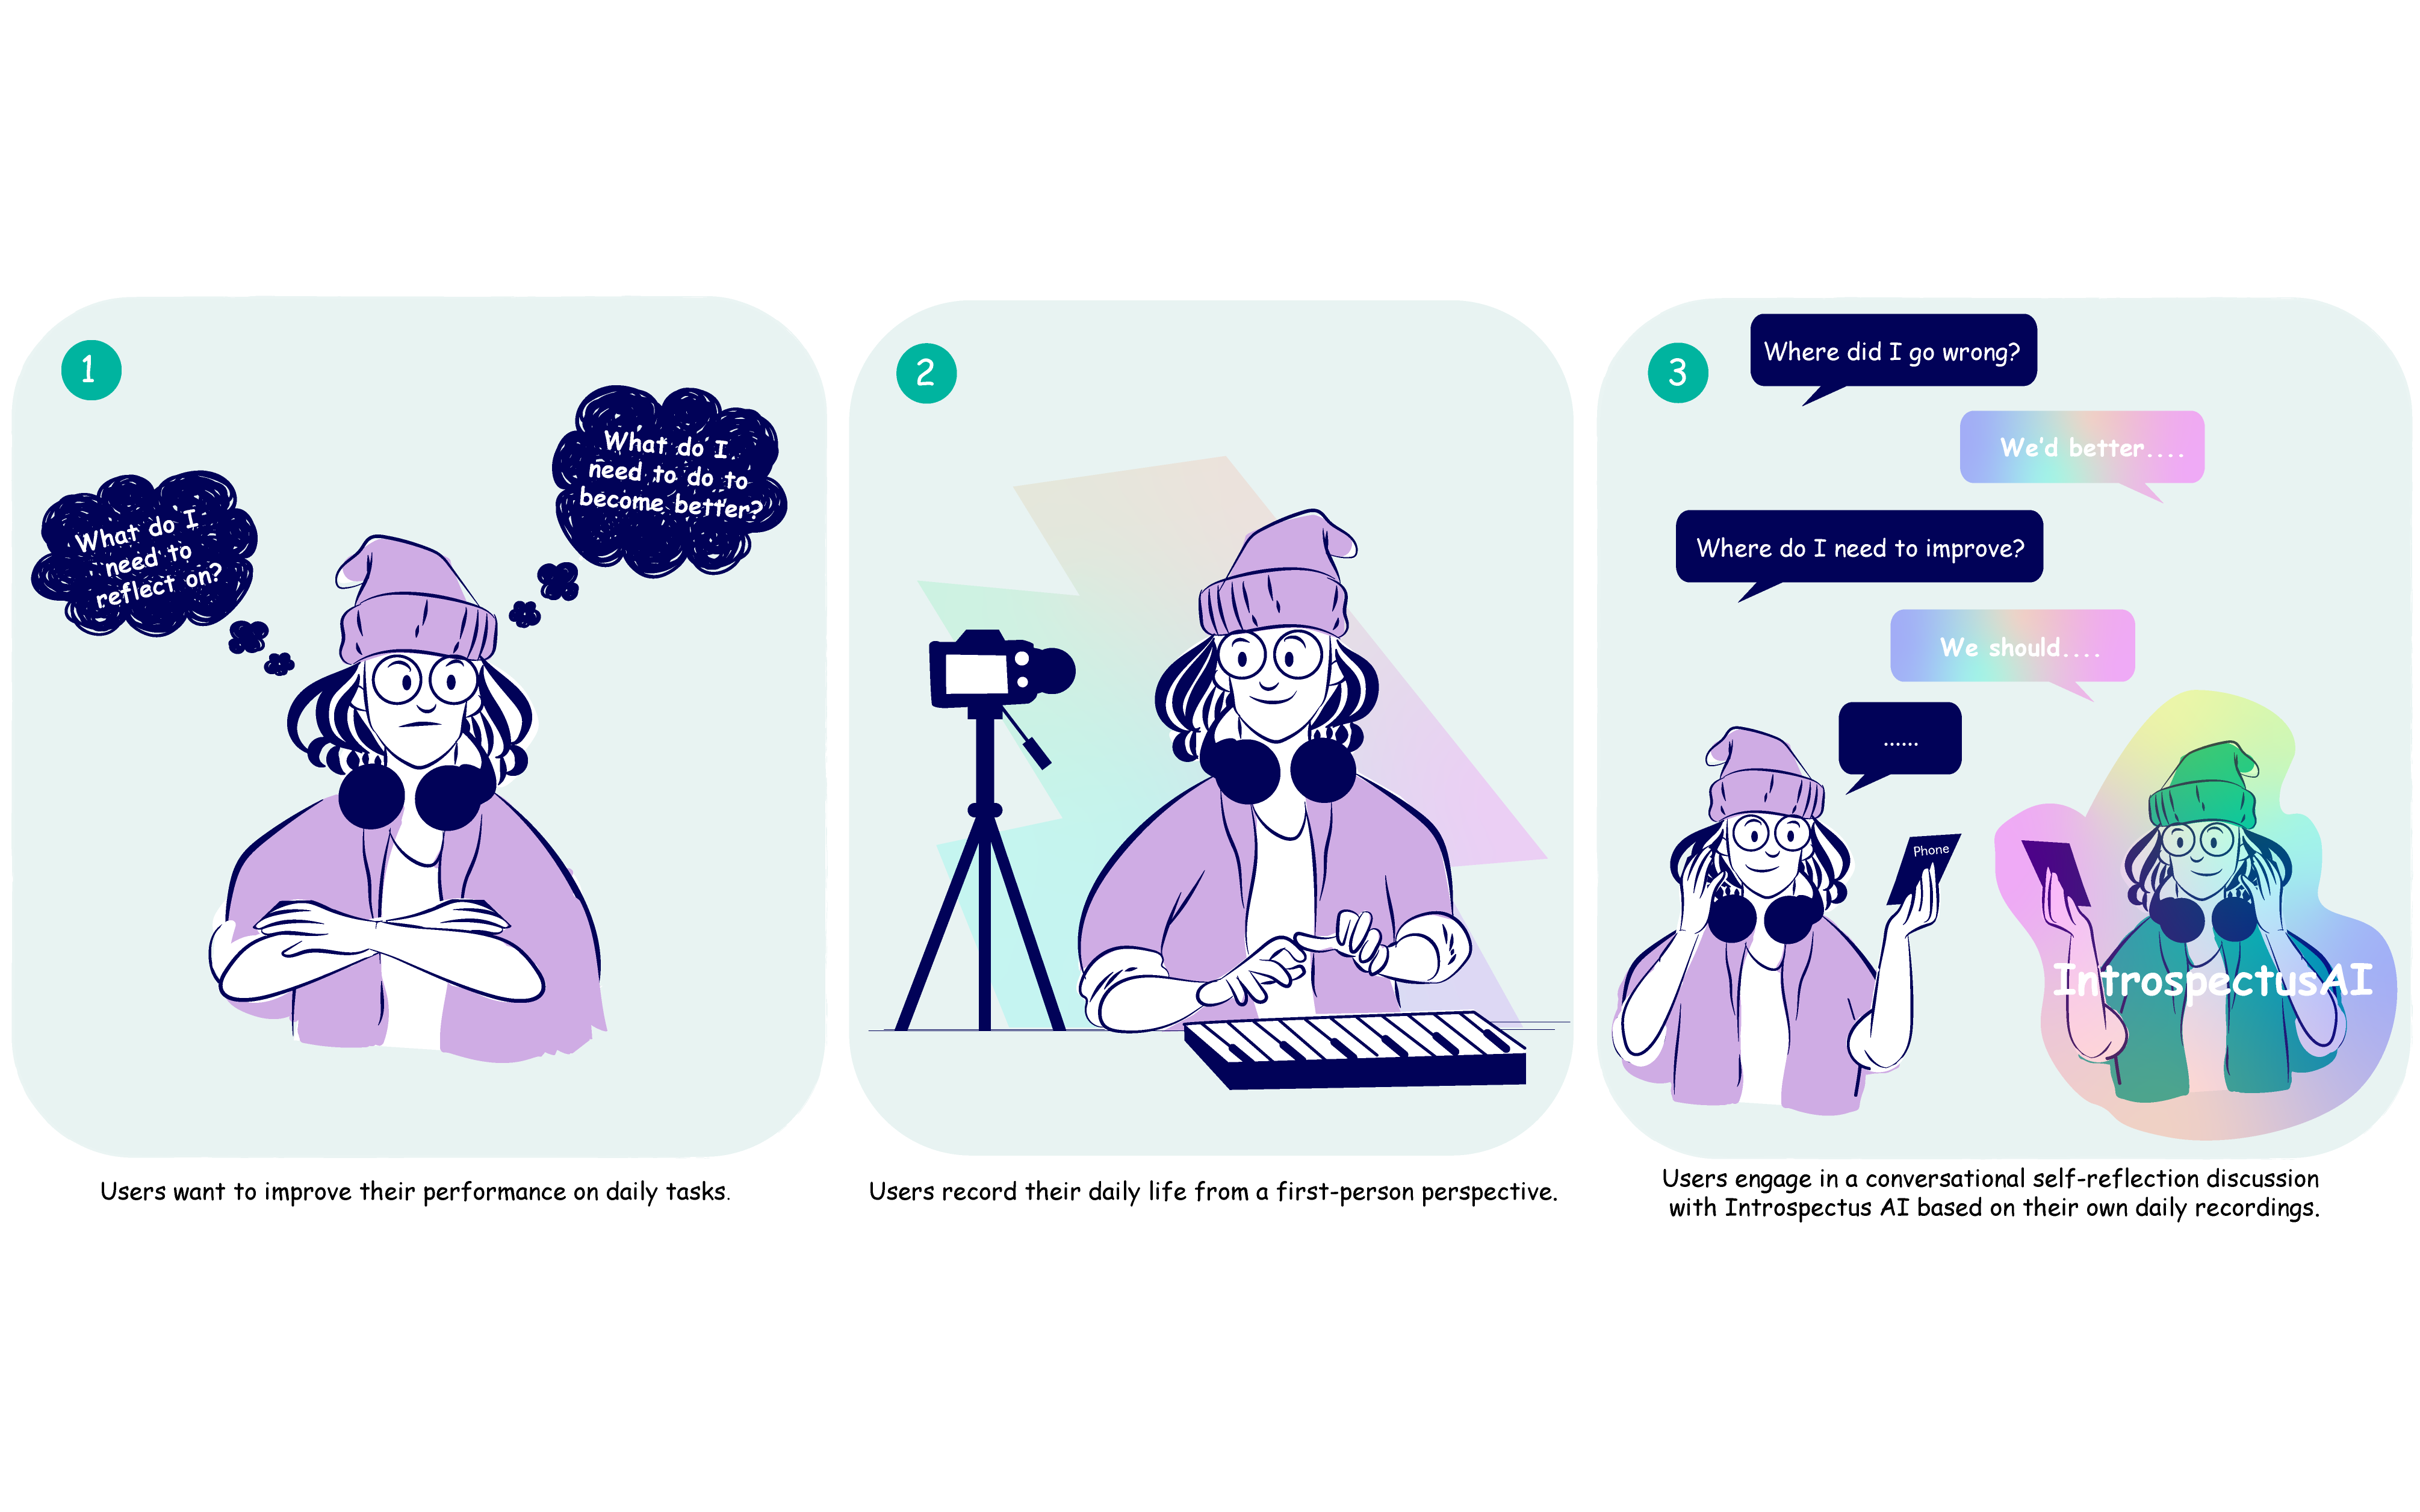 1
What do I
need to
reflect on?
What do I
need to do to
become better?
Users want to improve their performance on daily tasks.
2
Users record their daily life from a first-person perspective.
3
Where did I go wrong?
We'd better....
Where do I need to improve?
We should....
......
Phone
IntrospectusAI
Users engage in a conversational self-reflection discussion
with Introspectus AI based on their own daily recordings.